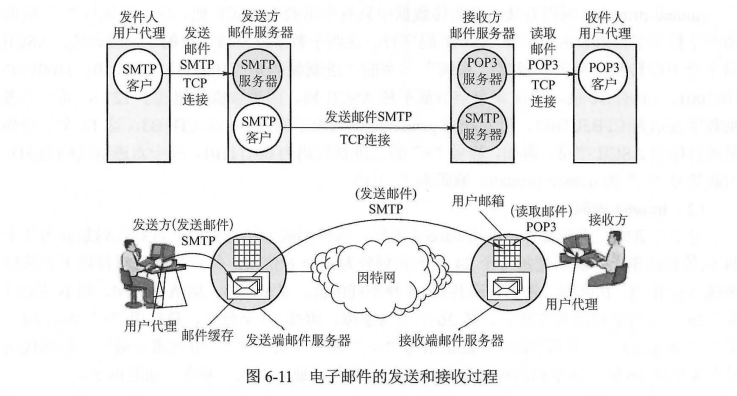 发件人
用户代理
SMTP
客户
发送
邮件
SMTP
TCP
连接
发送方
邮件服务器
SMTP
服务器
SMTP
客户
发送邮件SMTP
TCP连接
接收方
邮件服务器
POP3
服务器
SMTP
服务器
读取
邮件
POP3
TCP
连接
收件人
用户代理
POP3
客户
发送方(发送邮件)
SMTP
(发送邮件)
SMTP
用户邮箱
(读取邮件)
POP3
接收方
因特网
用户代理
邮件缓存
发送端邮件服务器
接收端邮件服务器
用户代理
图 6-11 电子邮件的发送和接收过程